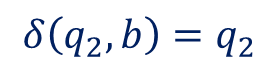 δ(q₂, b) = q₂